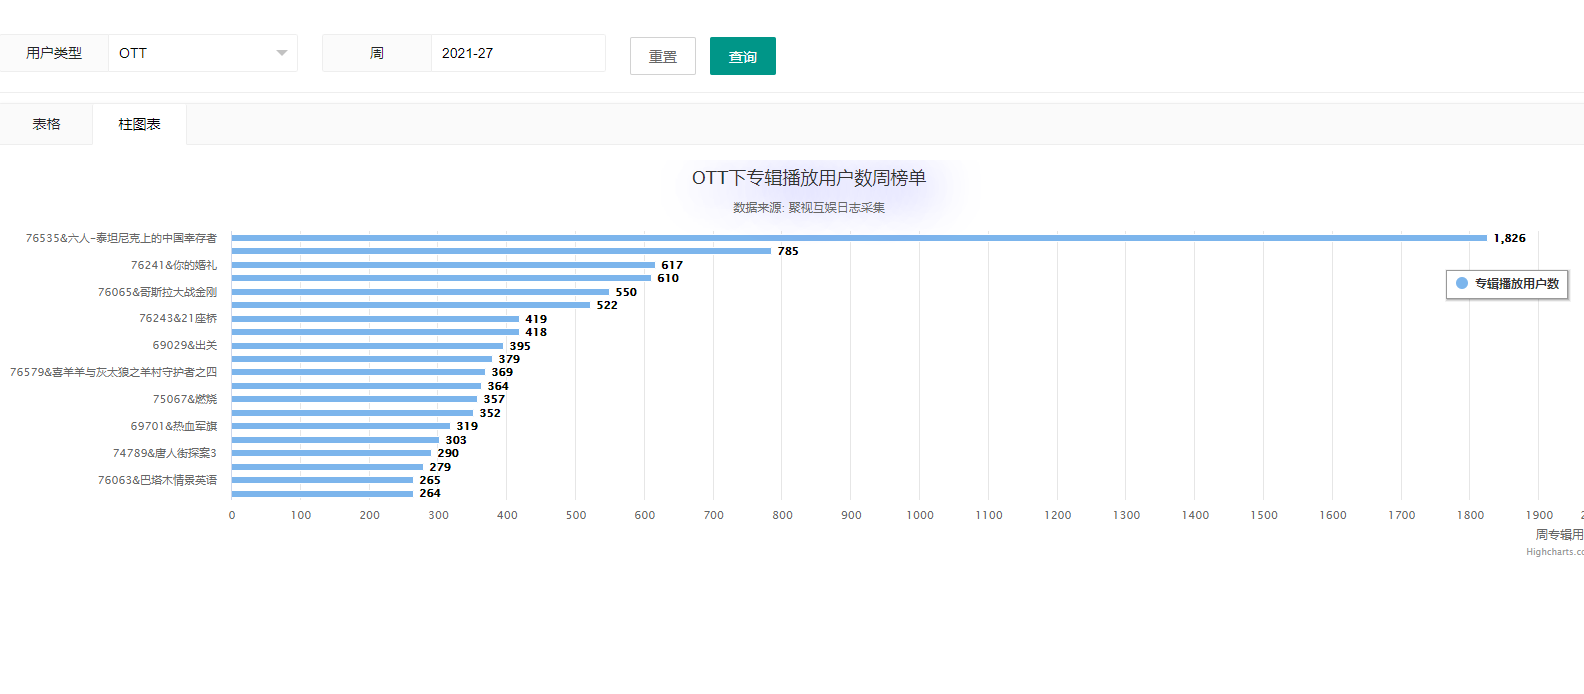 用户类型 OTT 周 2021-27 重置 查询
表格 柱图表
OTT下专辑播放用户数周榜单
数据来源: 聚视互娱日志采集
76535&六人-泰坦尼克上的中国幸存者 1,826
785
76241&你的婚礼 617
610
专辑播放用户数
76065&哥斯拉大战金刚 550
522
76243&21座桥 419
418
69029&出关 395
379
76579&喜羊羊与灰太狼之羊村守护者之四 369
364
75067&燃烧 357
352
69701&热血军旗 319
303
74789&唐人街探案3 290
279
76063&巴塔木情景英语 265
264
0 100 200 300 400 500 600 700 800 900 1000 1100 1200 1300 1400 1500 1600 1700 1800 1900
周专辑用
Highcharts.co